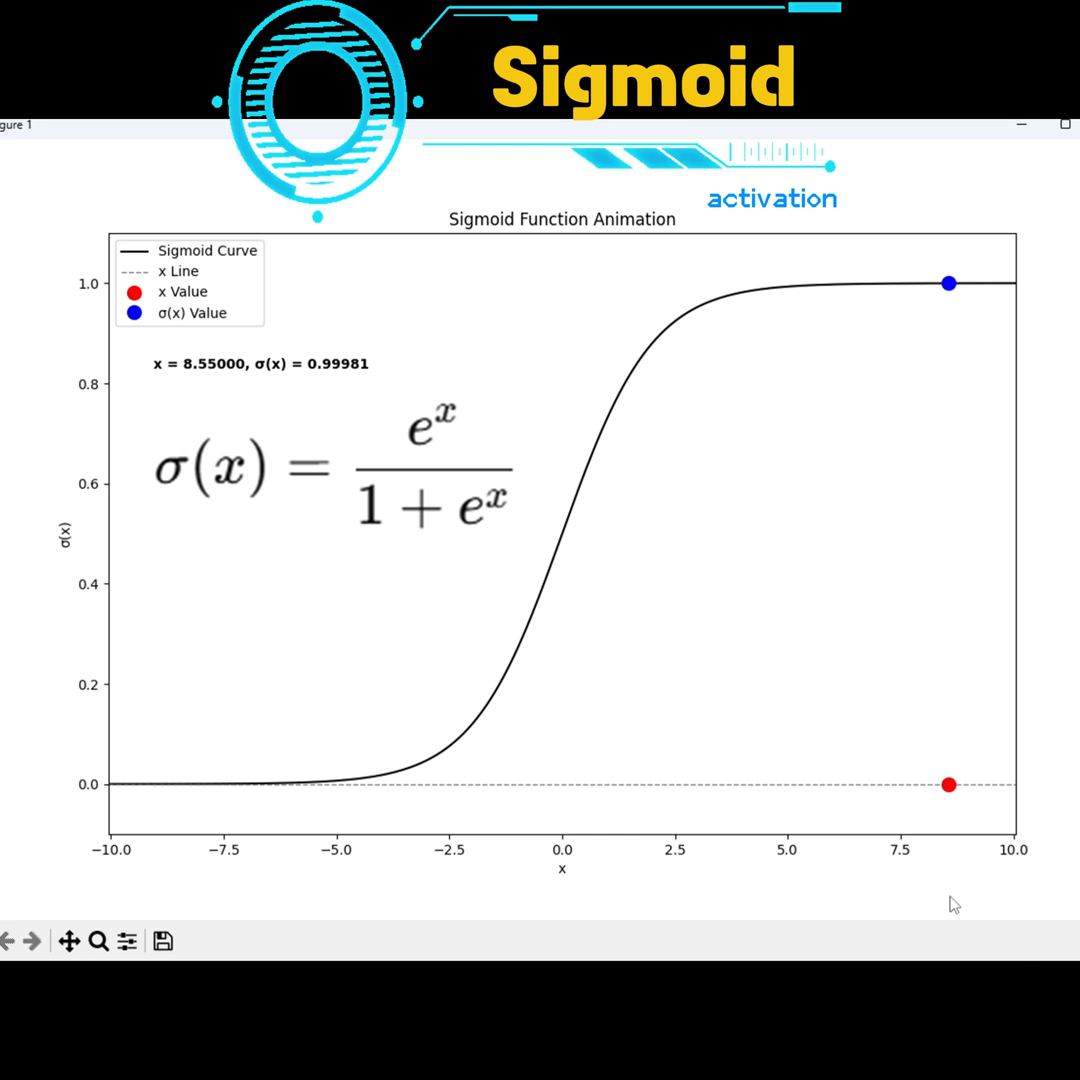 Sigmoid
gure 1
activation
Sigmoid Function Animation
Sigmoid Curve
x Line
x Value
σ(x) Value
x = 8.55000, σ(x) = 0.99981
σ(x) = e^x / (1 + e^x)
σ(x)
1.0
0.8
0.6
0.4
0.2
0.0
−10.0 −7.5 −5.0 −2.5 0.0 2.5 5.0 7.5 10.0
x